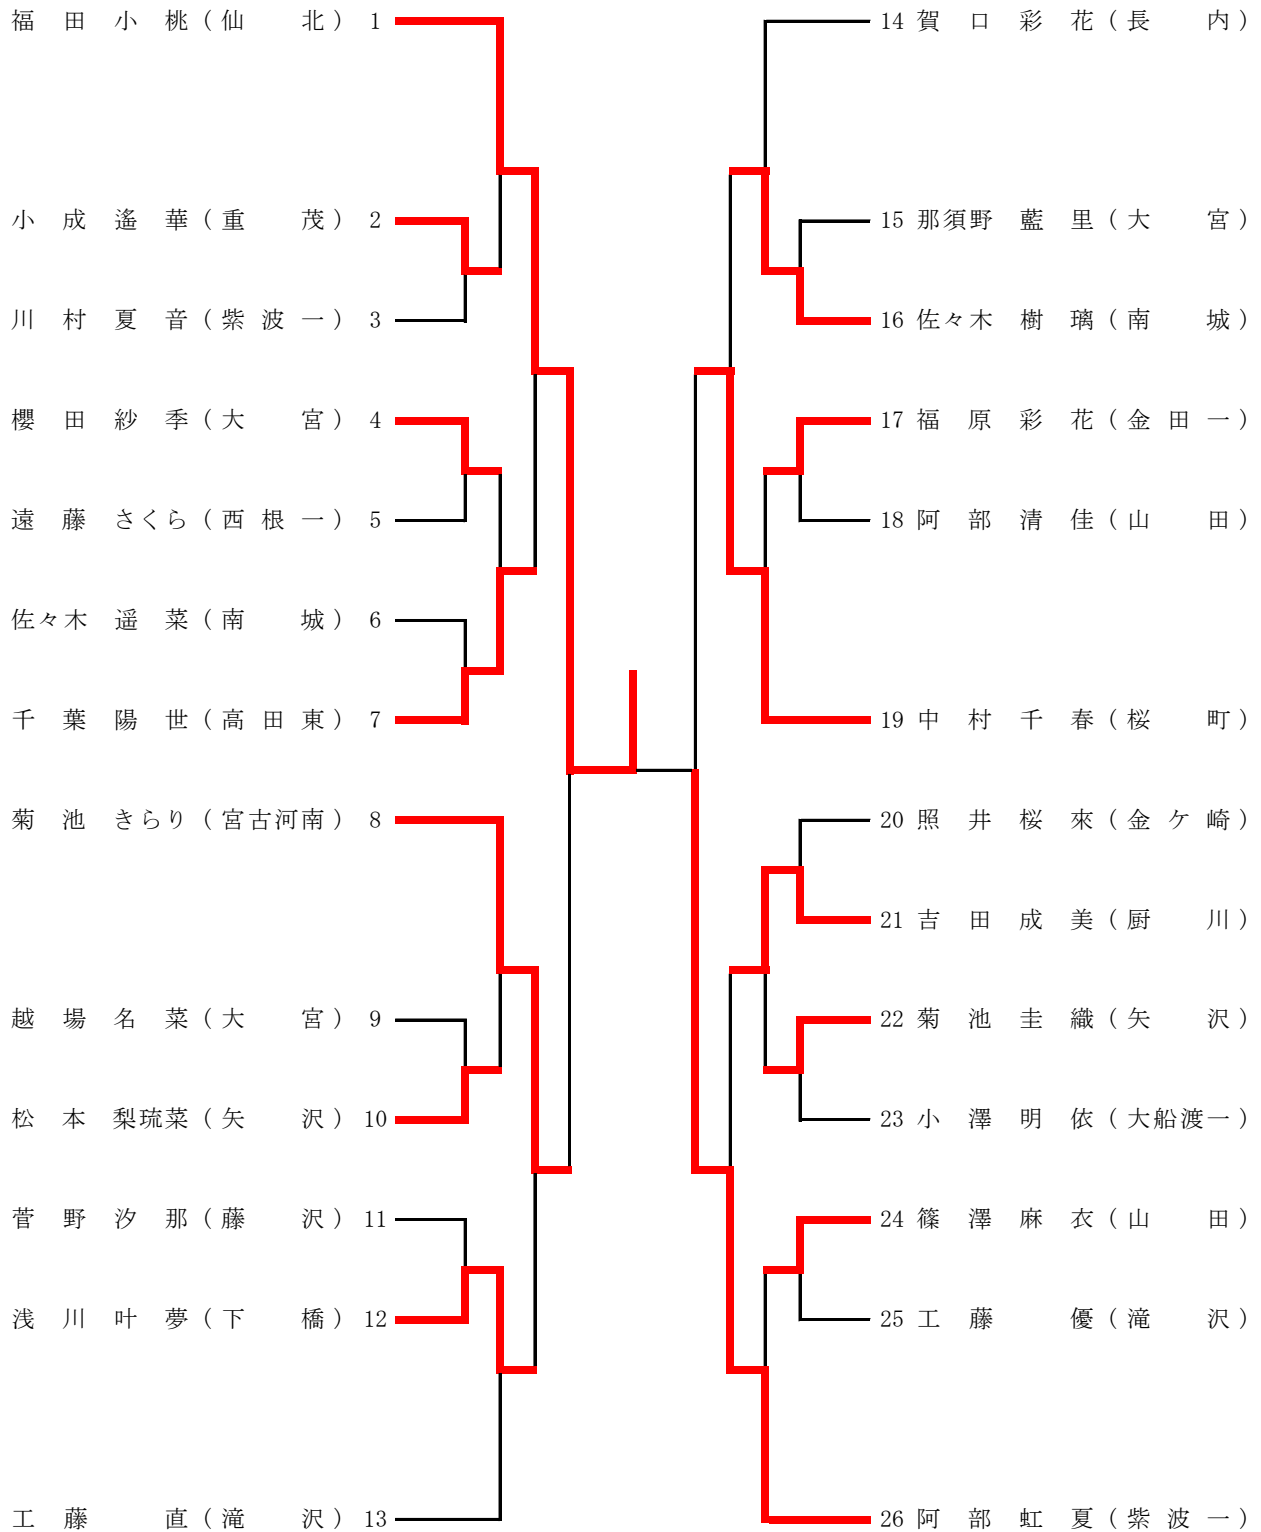 福田小桃(仙北) 1
小成遙華(重茂) 2
川村夏音(紫波一) 3
櫻田紗季(大宮) 4
遠藤さくら(西根一) 5
佐々木遥菜(南城) 6
千葉陽世(高田東) 7
菊池きらり(宮古河南) 8
越場名菜(大宮) 9
松本梨琉菜(矢沢) 10
菅野汐那(藤沢) 11
浅川叶夢(下橋) 12
工藤直(滝沢) 13
14 賀口彩花(長内)
15 那須野藍里(大宮)
16 佐々木樹璃(南城)
17 福原彩花(金田一)
18 阿部清佳(山田)
19 中村千春(桜町)
20 照井桜來(金ケ崎)
21 吉田成美(厨川)
22 菊池圭織(矢沢)
23 小澤明依(大船渡一)
24 篠澤麻衣(山田)
25 工藤優(滝沢)
26 阿部虹夏(紫波一)